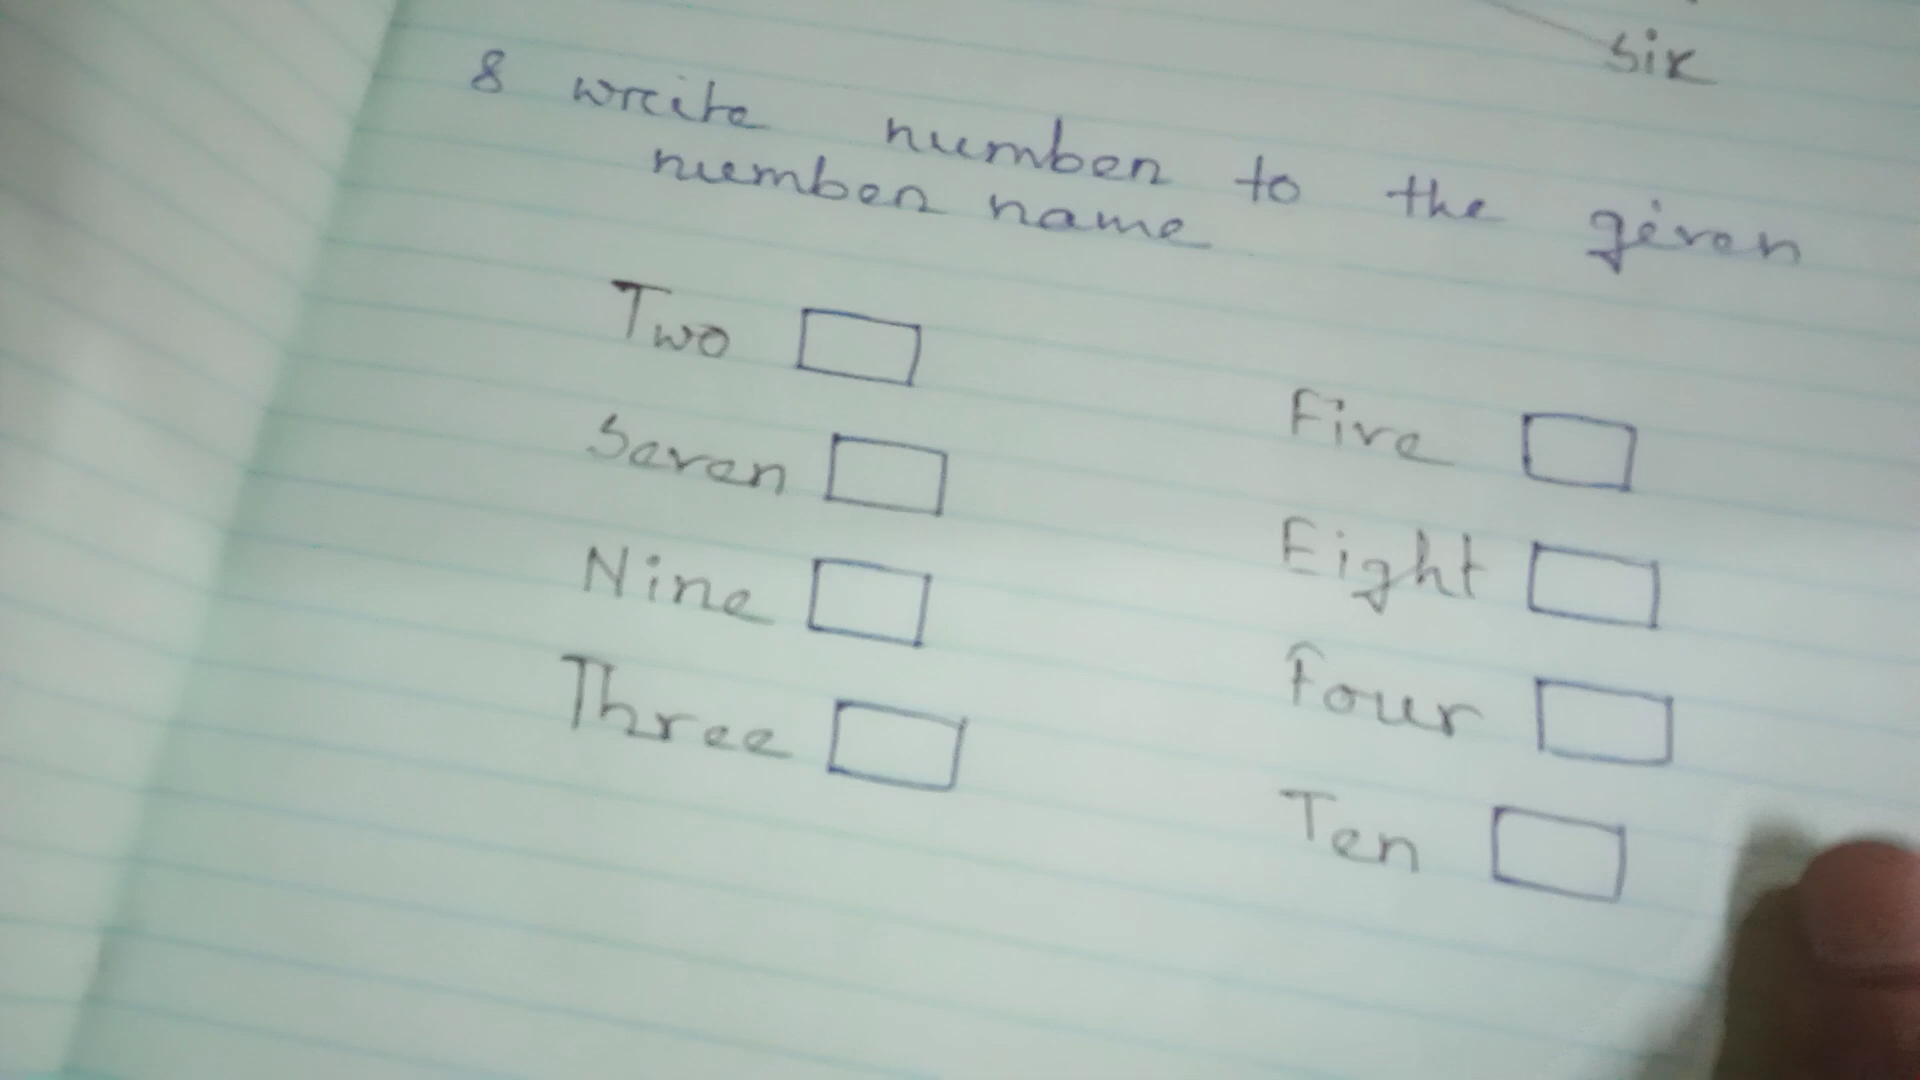 six
8 write number to the given
number name
Two
Five
Seven
Eight
Nine
Four
Three
Ten